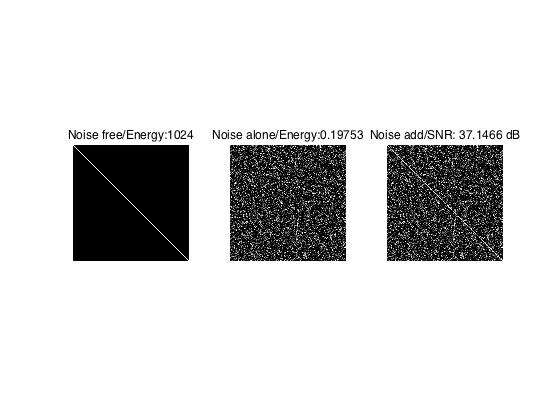 Noise free/Energy:1024
Noise alone/Energy:0.19753
Noise add/SNR: 37.1466 dB